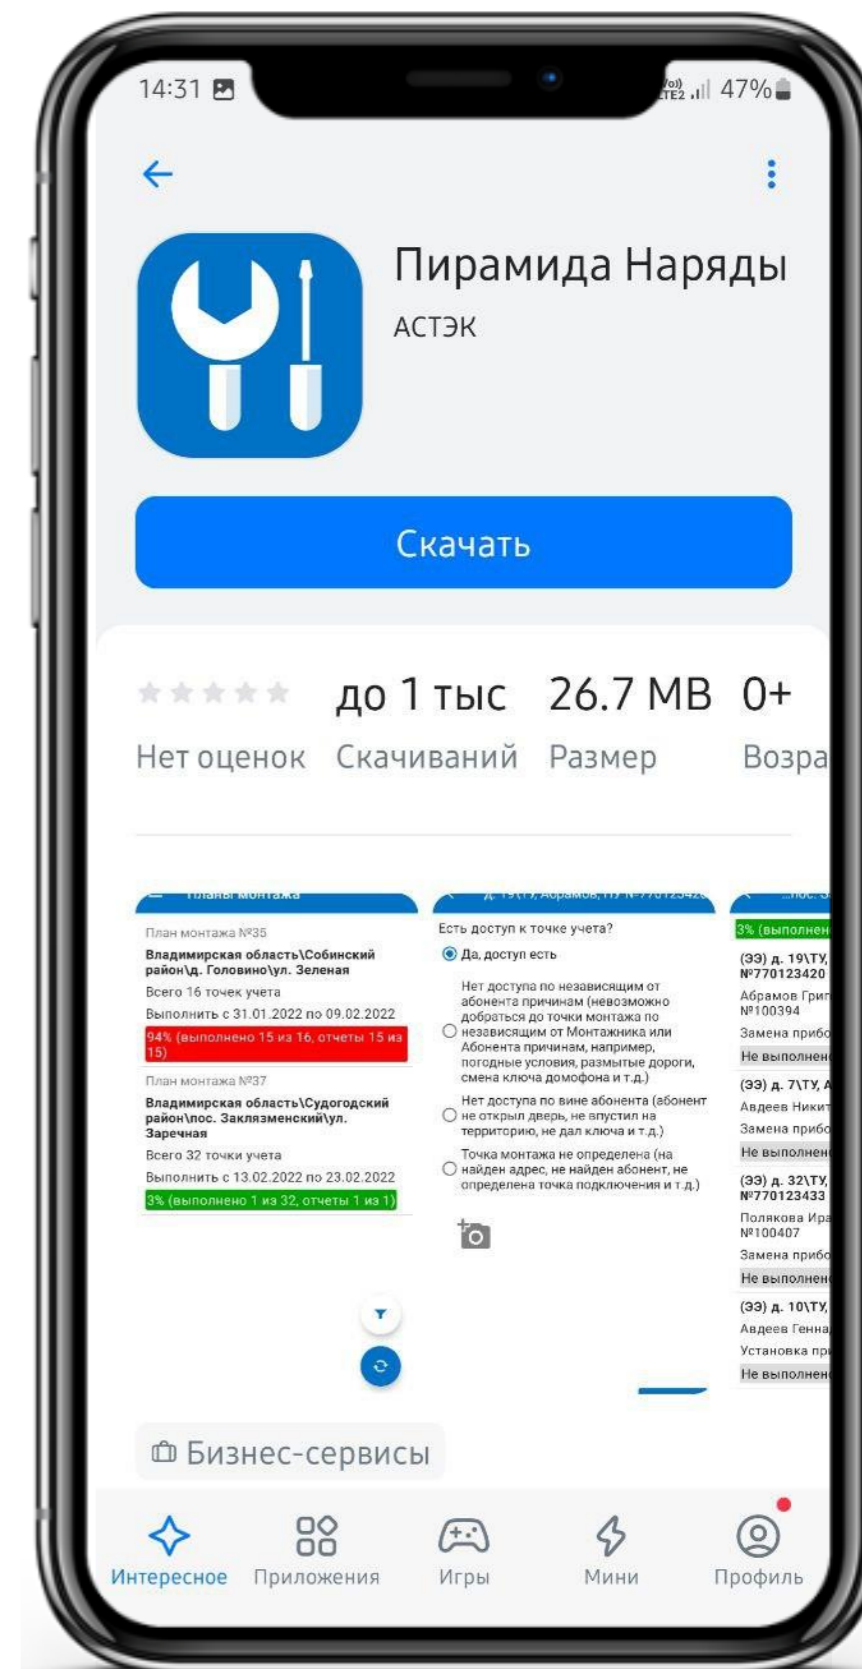 14:31
LTE2 47%
Пирамида Наряды
АСТЭК
Скачать
до 1 тыс 26.7 MB 0+
Нет оценок Скачиваний Размер Возра
Планы монтажа
План монтажа №35
Владимирская область\Собинский
район\д. Головино\ул. Зеленая
Всего 16 точек учета
Выполнить с 31.01.2022 по 09.02.2022
94% (выполнено 15 из 16, отчеты 15 из
15)
План монтажа №37
Владимирская область\Судогодский
район\пос. Заклязменский\ул.
Заречная
Всего 32 точки учета
Выполнить с 13.02.2022 по 23.02.2022
3% (выполнено 1 из 32, отчеты 1 из 1)
д. 19\ТУ, Абрамов, ПУ №770123420
Есть доступ к точке учета?
Да, доступ есть
Нет доступа по независящим от
абонента причинам (невозможно
добраться до точки монтажа по
независящим от Монтажника или
Абонента причинам, например,
погодные условия, размытые дороги,
смена ключа домофона и т.д.)
Нет доступа по вине абонента (абонент
не открыл дверь, не впустил на
территорию, не дал ключа и т.д.)
Точка монтажа не определена (на
найден адрес, не найден абонент, не
определена точка подключения и т.д.)
...пос. За
3% (выполнен
(ЭЭ) д. 19\ТУ,
№770123420
Абрамов Григ
№100394
Замена прибо
Не выполнен
(ЭЭ) д. 7\ТУ, А
Авдеев Никит
Замена прибо
Не выполнен
(ЭЭ) д. 32\ТУ,
№770123433
Полякова Ира
№100407
Замена прибо
Не выполнен
(ЭЭ) д. 10\ТУ,
Авдеев Генна
Установка при
Не выполнен
Бизнес-сервисы
Интересное Приложения Игры Мини Профиль